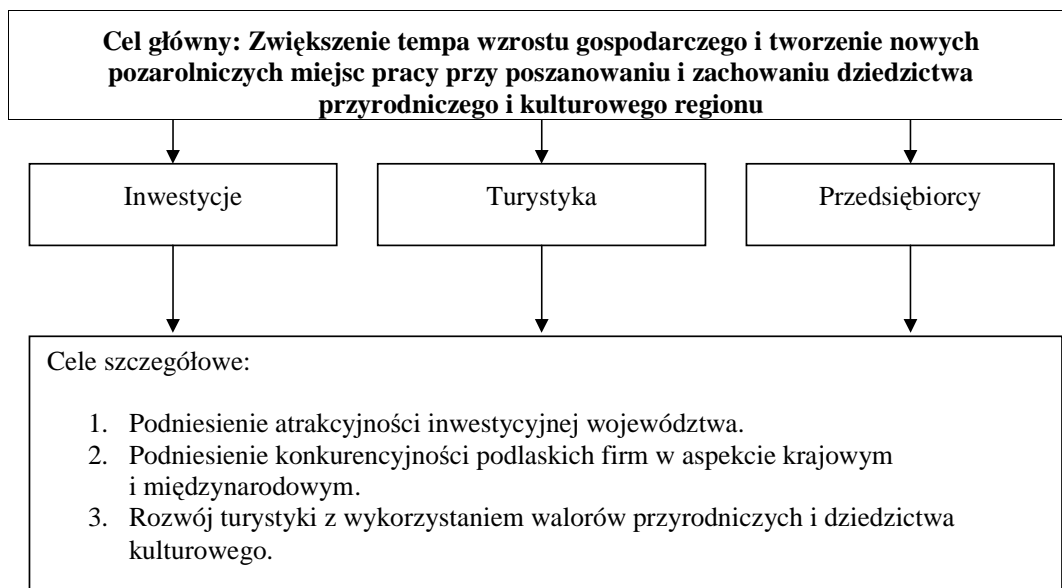 Cel główny: Zwiększenie tempa wzrostu gospodarczego i tworzenie nowych
pozarolniczych miejsc pracy przy poszanowaniu i zachowaniu dziedzictwa
przyrodniczego i kulturowego regionu
Inwestycje
Turystyka
Przedsiębiorcy
Cele szczegółowe:
1. Podniesienie atrakcyjności inwestycyjnej województwa.
2. Podniesienie konkurencyjności podlaskich firm w aspekcie krajowym
i międzynarodowym.
3. Rozwój turystyki z wykorzystaniem walorów przyrodniczych i dziedzictwa
kulturowego.